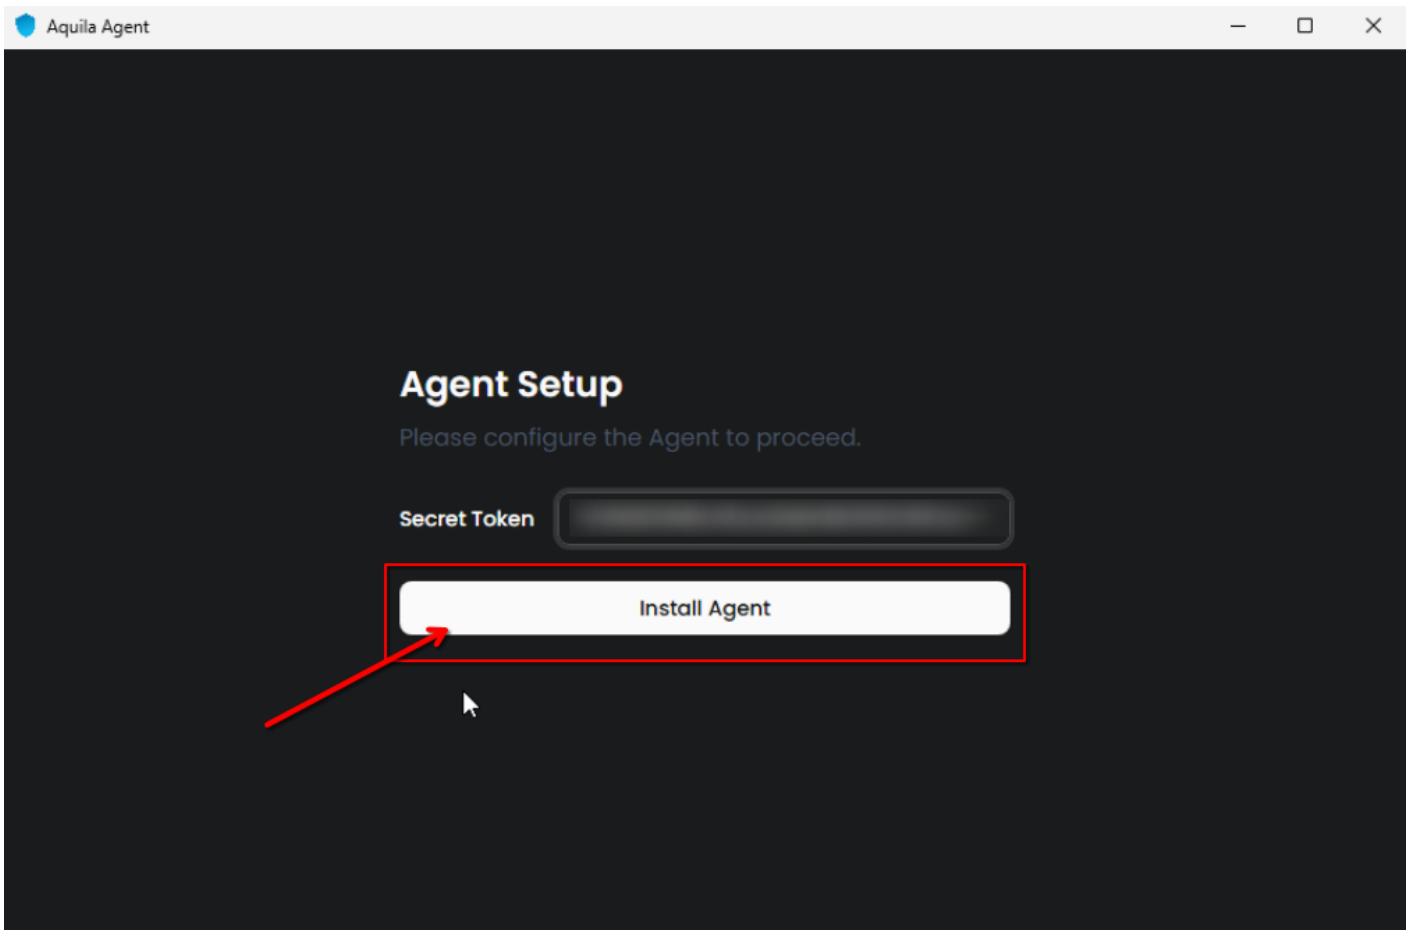 Aquila Agent
Agent Setup
Please configure the Agent to proceed.
Secret Token
Install Agent